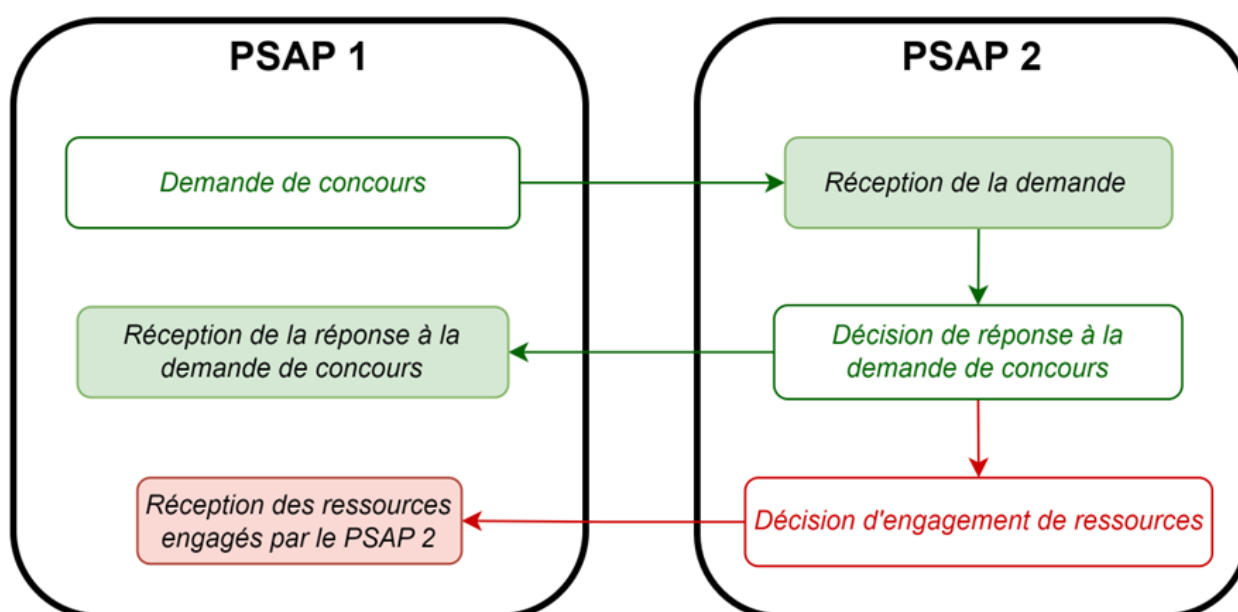 PSAP 1
PSAP 2
Demande de concours
Réception de la demande
Réception de la réponse à la
demande de concours
Décision de réponse à la
demande de concours
Réception des ressources
engagés par le PSAP 2
Décision d'engagement de ressources